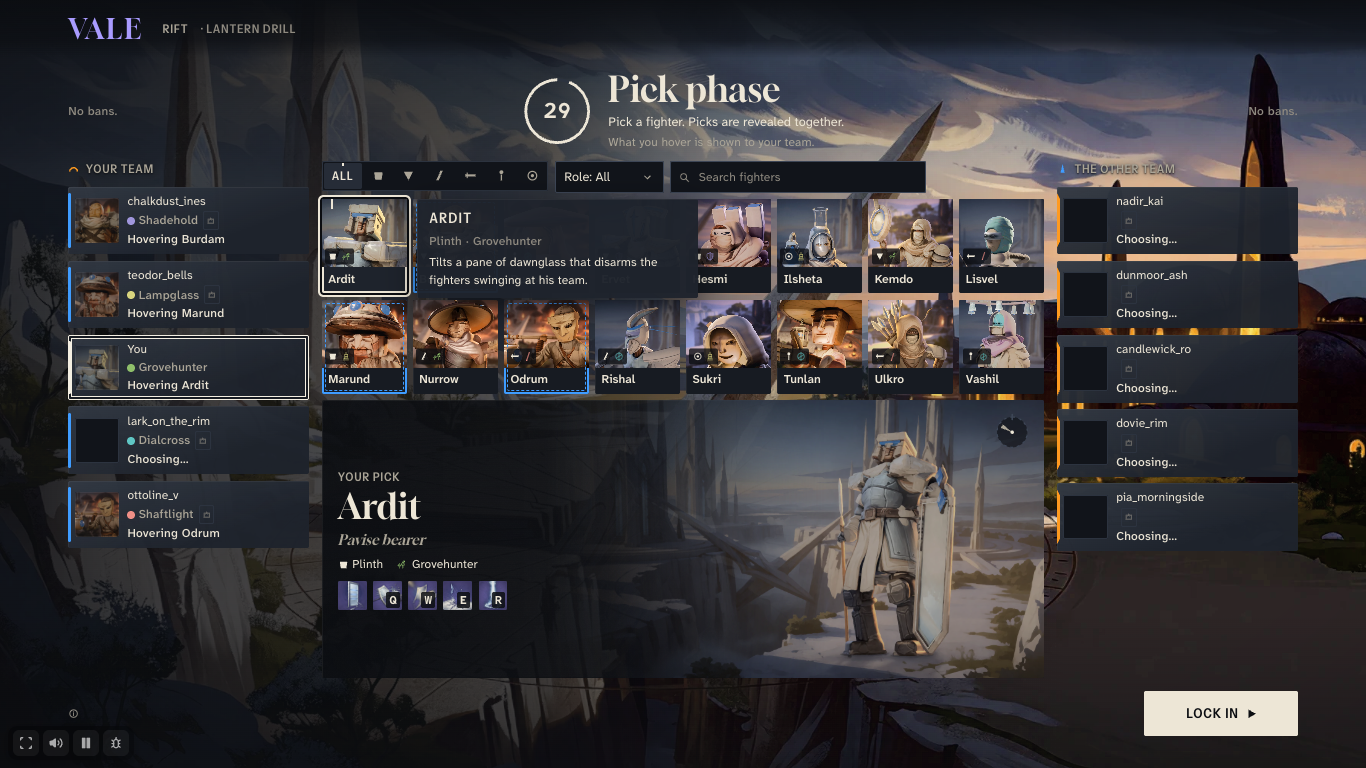 VALE RIFT · LANTERN DRILL
No bans.
29
Pick phase
Pick a fighter. Picks are revealed together.
What you hover is shown to your team.
No bans.
YOUR TEAM
chalkdust_ines
Shadehold
Hovering Burdam
teodor_bells
Lampglass
Hovering Marund
You
Grovehunter
Hovering Ardit
lark_on_the_rim
Dialcross
Choosing...
ottoline_v
Shaftlight
Hovering Odrum
ALL
Role: All
Search fighters
Ardit
ARDIT
Plinth · Grovehunter
Tilts a pane of dawnglass that disarms the
fighters swinging at his team.
Ilsheta
Kemdo
Lisvel
Marund
Nurrow
Odrum
Rishal
Sukri
Tunlan
Ulkro
Vashil
YOUR PICK
Ardit
Pavise bearer
Plinth Grovehunter
Q W E R
THE OTHER TEAM
nadir_kai
Choosing...
dunmoor_ash
Choosing...
candlewick_ro
Choosing...
dovie_rim
Choosing...
pia_morningside
Choosing...
LOCK IN